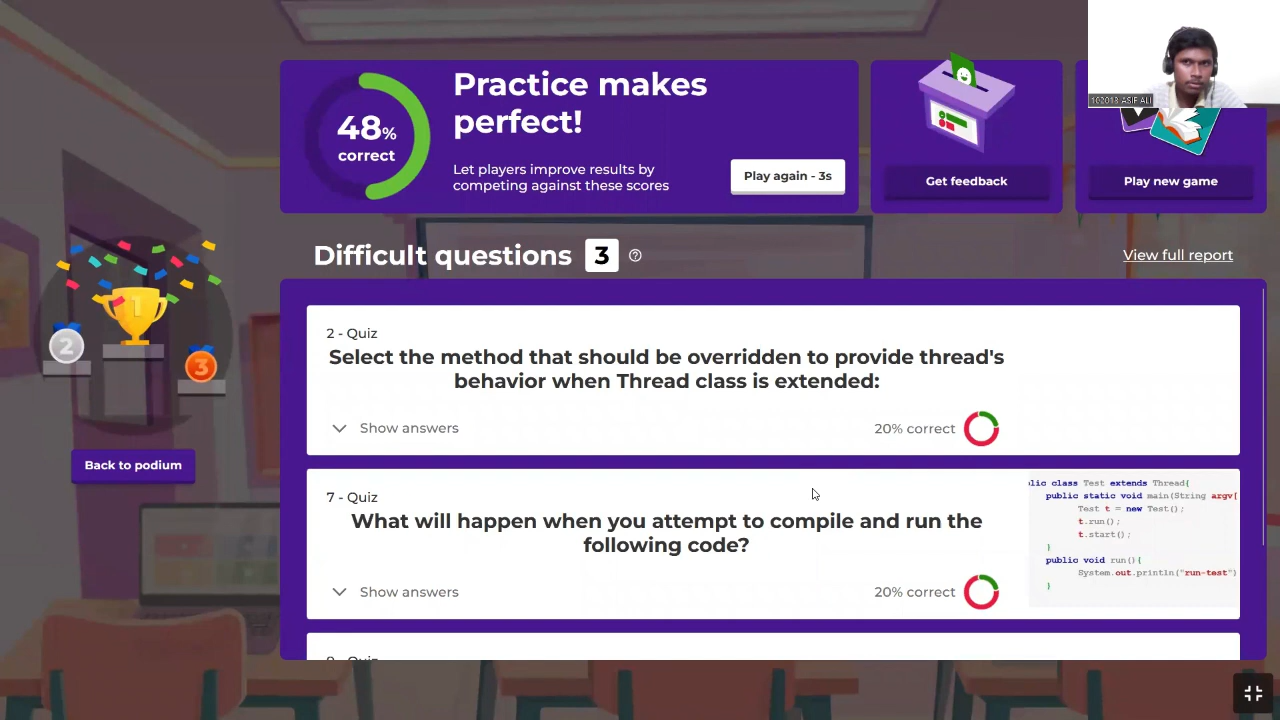 48%
correct
Practice makes
perfect!
Let players improve results by
competing against these scores
Play again - 3s
Get feedback
Play new game
102018 ASIF ALI
Difficult questions 3
View full report
1
2
3
Back to podium
2 - Quiz
Select the method that should be overridden to provide thread's
behavior when Thread class is extended:
Show answers
20% correct
7 - Quiz
What will happen when you attempt to compile and run the
following code?
Show answers
20% correct
lic class Test extends Thread{
public static void main(String argv[
Test t = new Test();
t.run();
t.start();
}
public void run(){
System.out.println("run-test")
}